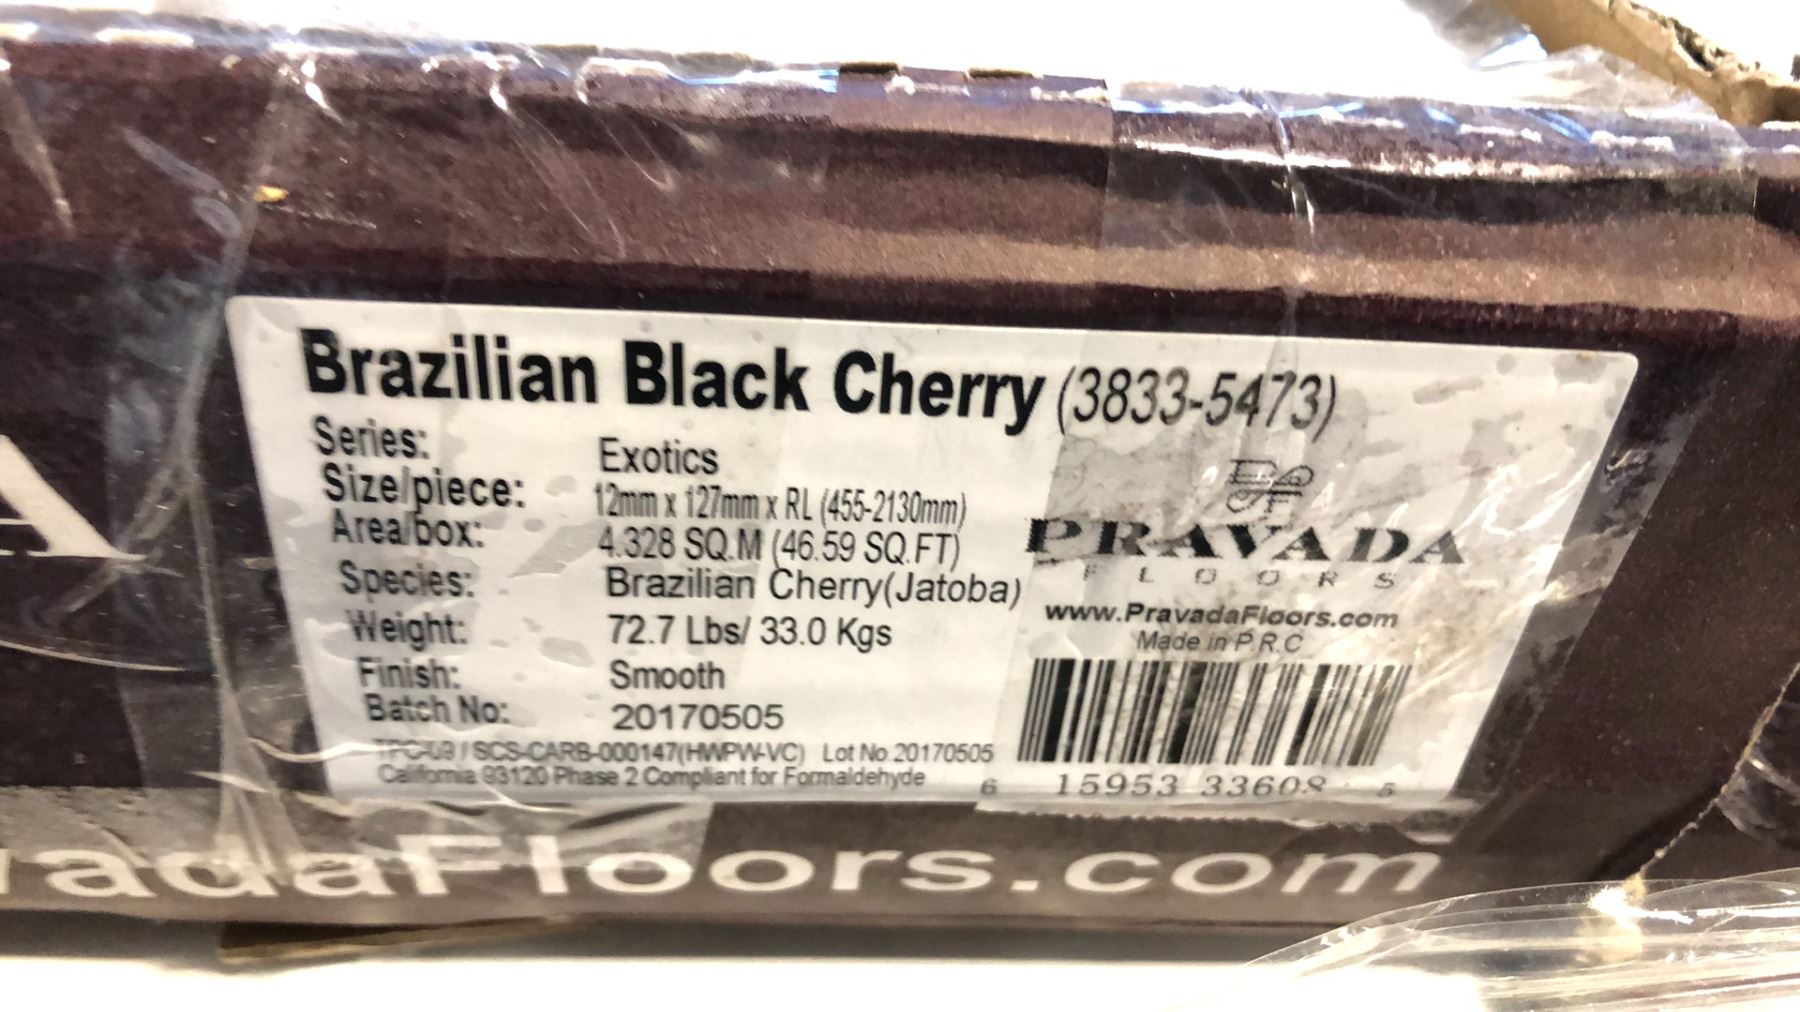 Brazilian Black Cherry (3833-5473)
Series: Exotics
Size/piece: 12mm x 127mm x RL (455-2130mm)
Area/box: 4.328 SQ.M (46.59 SQ.FT)
Species: Brazilian Cherry(Jatoba)
Weight: 72.7 Lbs/ 33.0 Kgs
Finish: Smooth
Batch No: 20170505
TPC-09 / SCS-CARB-000147(HWPW-VC) Lot No 20170505
California 93120 Phase 2 Compliant for Formaldehyde
PRAVADA
FLOORS
www.PravadaFloors.com
Made in P.R.C
6 15953 33608 5
A
vadaFloors.com